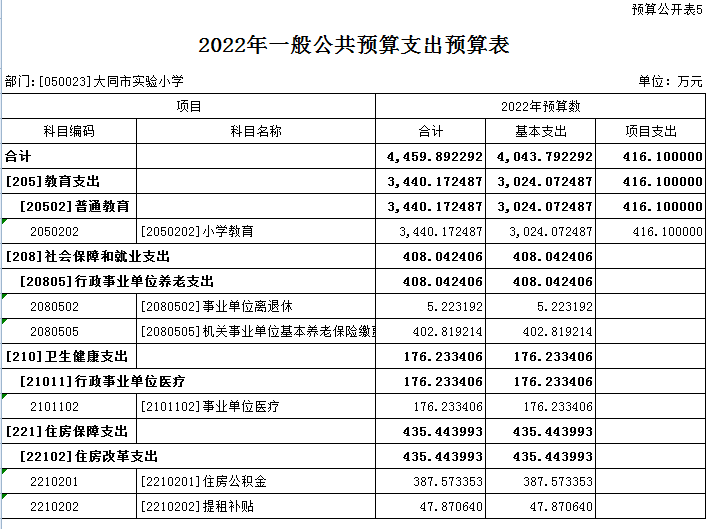 预算公开表5
2022年一般公共预算支出预算表
部门:[050023]大同市实验小学 单位：万元
项目 2022年预算数
科目编码 科目名称 合计 基本支出 项目支出
合计 4,459.892292 4,043.792292 416.100000
[205]教育支出 3,440.172487 3,024.072487 416.100000
[20502]普通教育 3,440.172487 3,024.072487 416.100000
2050202 [2050202]小学教育 3,440.172487 3,024.072487 416.100000
[208]社会保障和就业支出 408.042406 408.042406
[20805]行政事业单位养老支出 408.042406 408.042406
2080502 [2080502]事业单位离退休 5.223192 5.223192
2080505 [2080505]机关事业单位基本养老保险缴 402.819214 402.819214
[210]卫生健康支出 176.233406 176.233406
[21011]行政事业单位医疗 176.233406 176.233406
2101102 [2101102]事业单位医疗 176.233406 176.233406
[221]住房保障支出 435.443993 435.443993
[22102]住房改革支出 435.443993 435.443993
2210201 [2210201]住房公积金 387.573353 387.573353
2210202 [2210202]提租补贴 47.870640 47.870640